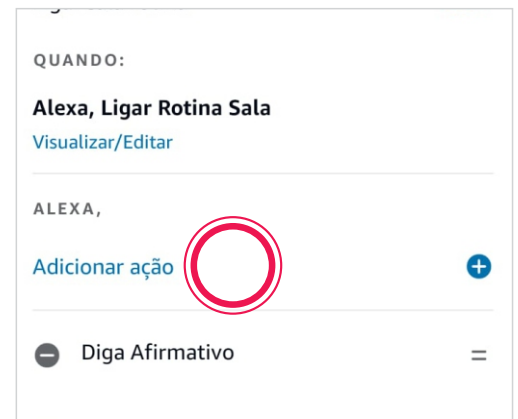 QUANDO:
Alexa, Ligar Rotina Sala
Visualizar/Editar
ALEXA,
Adicionar ação
Diga Afirmativo